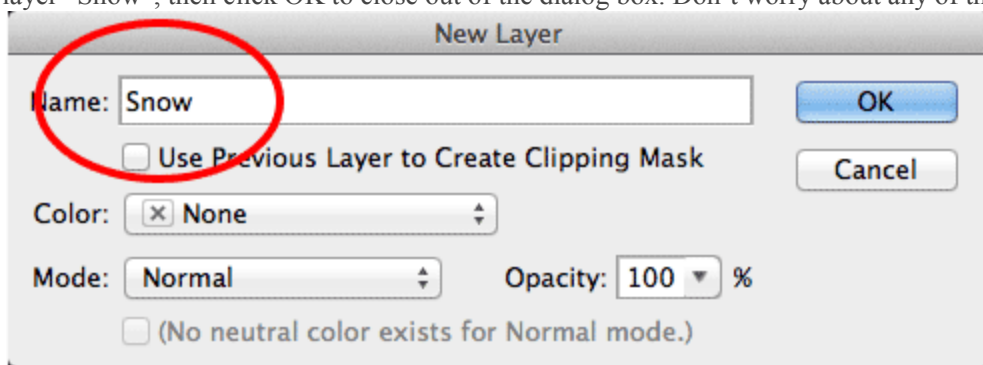 layer "Snow", then click OK to close out of the dialog box. Don't worry about any of th
New Layer
Name: Snow
OK
Use Previous Layer to Create Clipping Mask
Cancel
Color: None
Mode: Normal Opacity: 100 %
(No neutral color exists for Normal mode.)